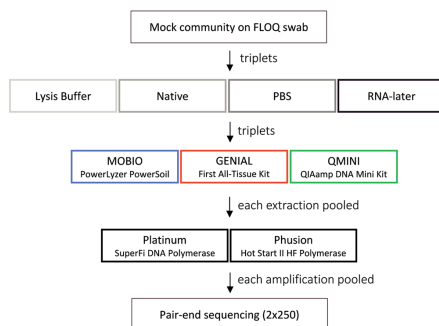 Mock community on FLOQ swab
triplets
Lysis Buffer Native PBS RNA-later
triplets
MOBIO GENIAL QMINI
PowerLyzer PowerSoil First All-Tissue Kit QIAamp DNA Mini Kit
each extraction pooled
Platinum Phusion
SuperFi DNA Polymerase Hot Start II HF Polymerase
each amplification pooled
Pair-end sequencing (2x250)